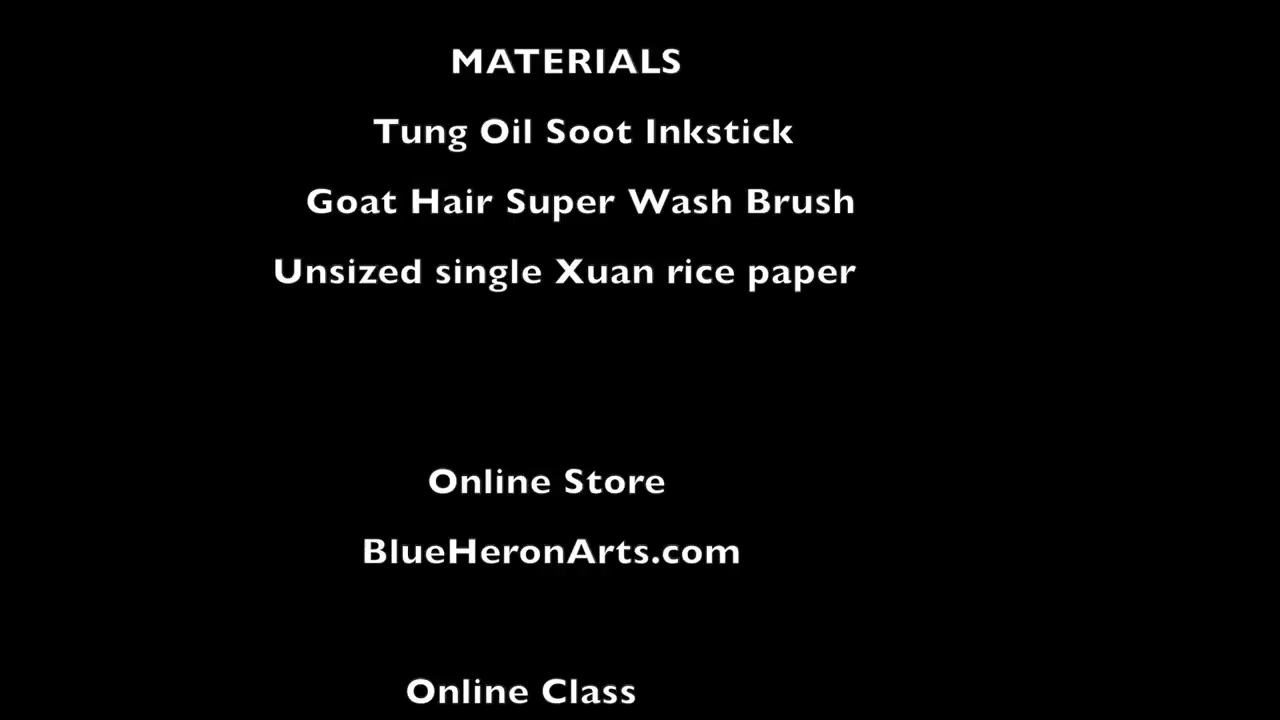 MATERIALS
Tung Oil Soot Inkstick
Goat Hair Super Wash Brush
Unsized single Xuan rice paper
Online Store
BlueHeronArts.com
Online Class